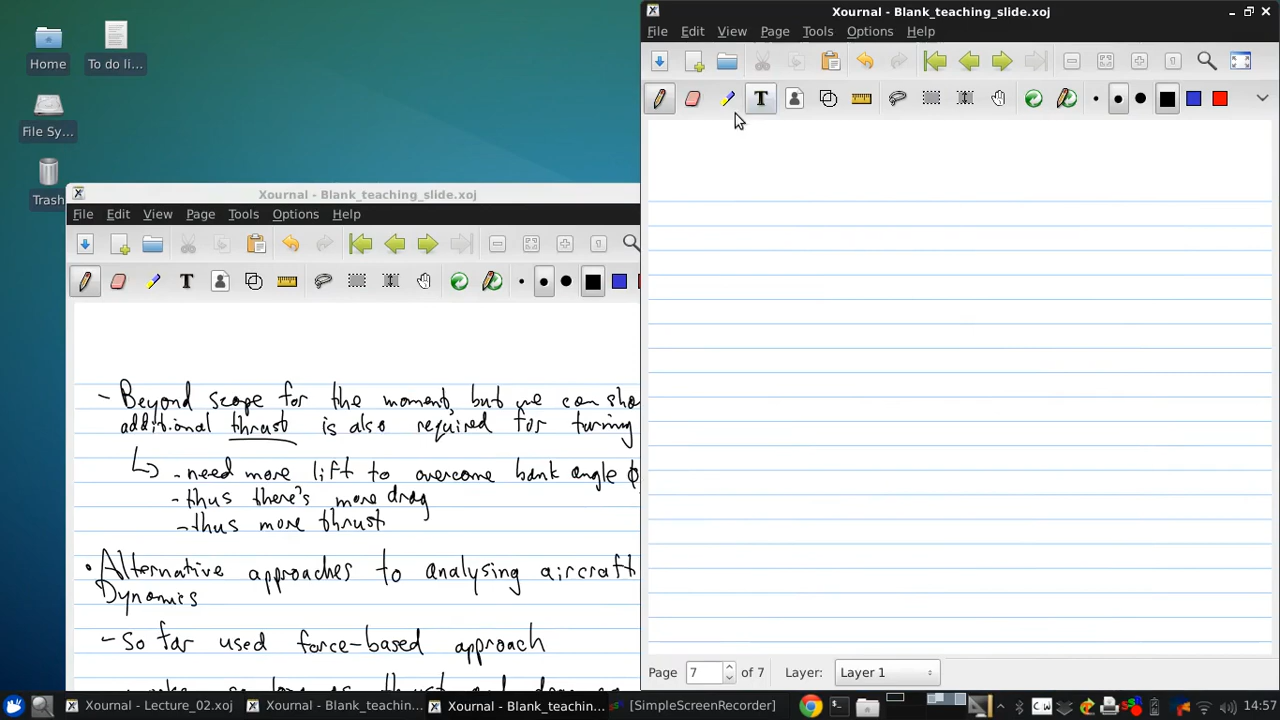 Home
To do li...
File Sy...
Trash
Xournal - Blank_teaching_slide.xoj
File Edit View Page Tools Options Help
T
Page 7 of 7 Layer: Layer 1
Xournal - Blank_teaching_slide.xoj
File Edit View Page Tools Options Help
T
- Beyond scope for the moment, but we can sho
additional thrust is also required for turning
- need more lift to overcome bank angle ϕ
- thus there's more drag
- thus more thrust
• Alternative approaches to analysing aircraft
Dynamics
- So far used force-based approach
Xournal - Lecture_02.xoj
Xournal - Blank_teachin...
Xournal - Blank_teachin...
[SimpleScreenRecorder]
14:57